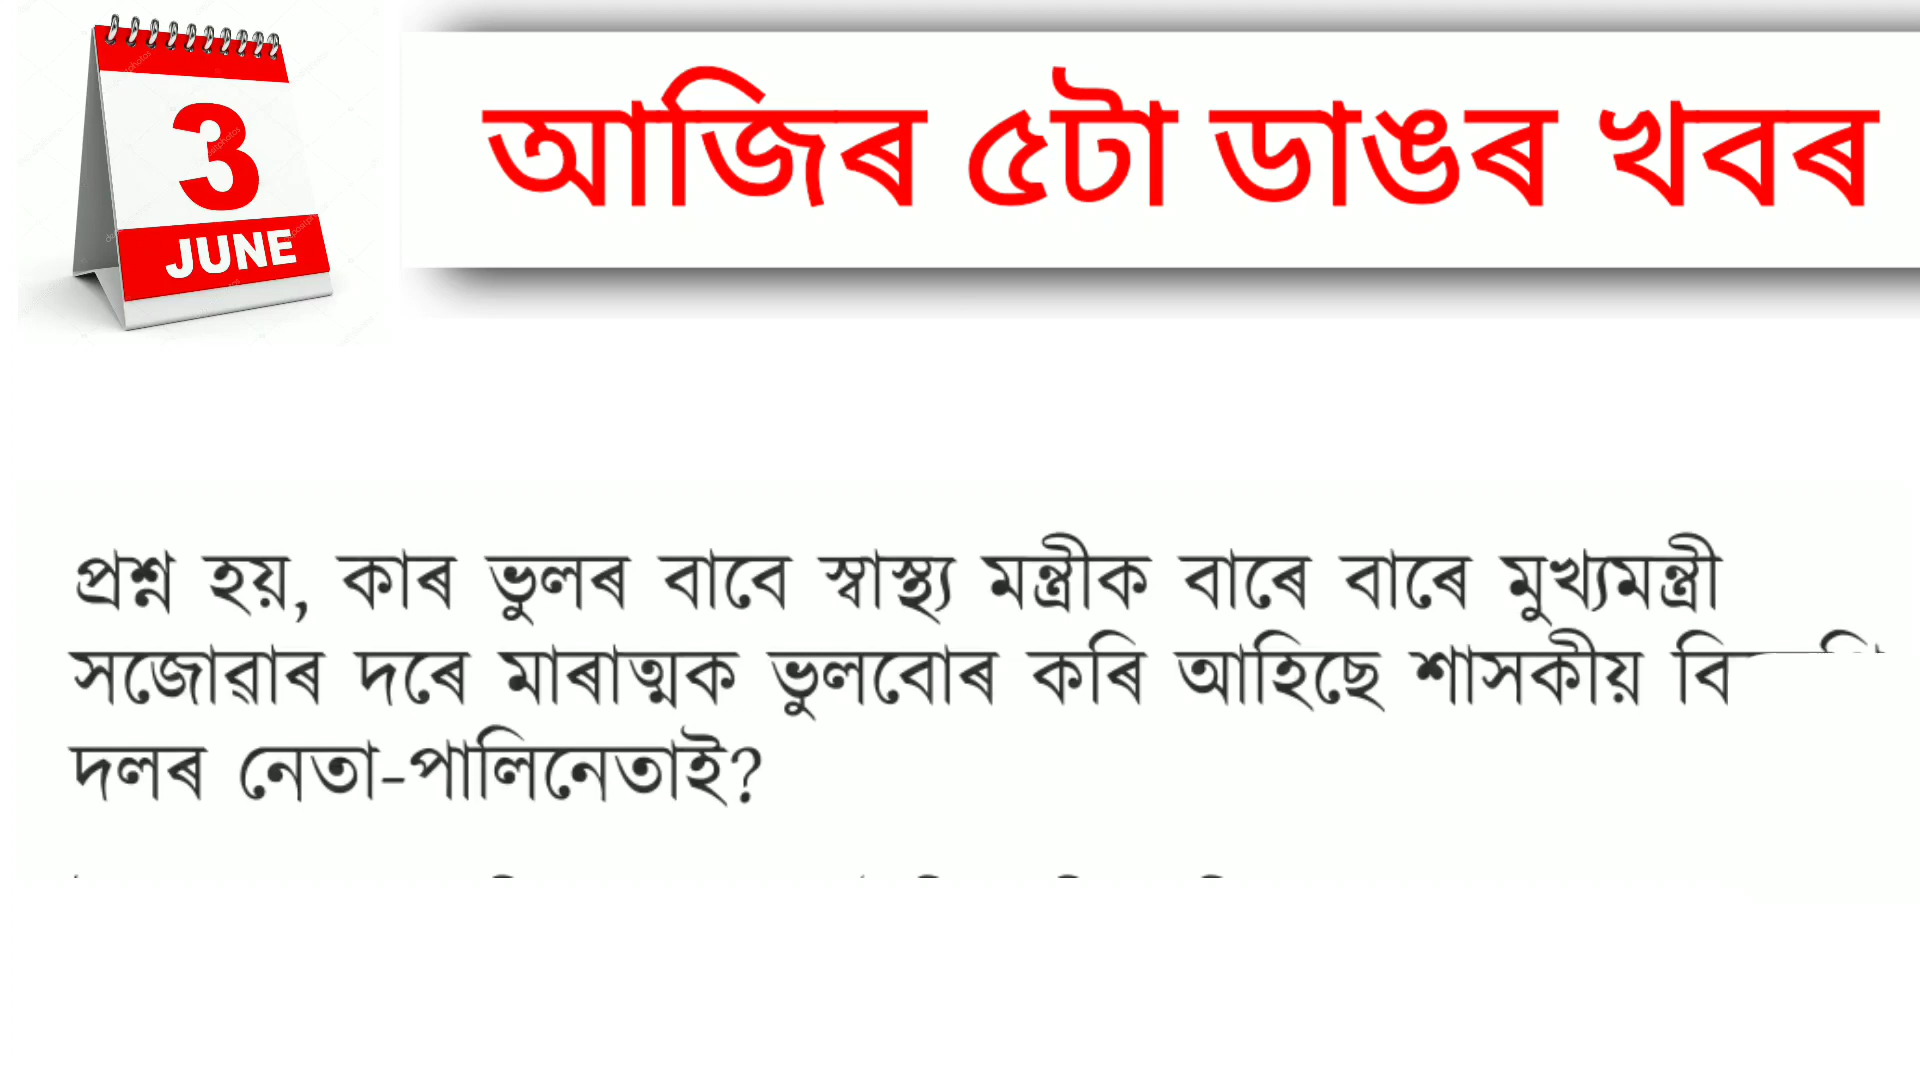 3
JUNE
আজিৰ ৫টা ডাঙৰ খবৰ
প্ৰশ্ন হয়, কাৰ ভুলৰ বাবে স্বাস্থ্য মন্ত্ৰীক বাৰে বাৰে মুখ্যমন্ত্ৰী
সজোৱাৰ দৰে মাৰাত্মক ভুলবোৰ কৰি আহিছে শাসকীয়
দলৰ নেতা-পালিনেতাই?